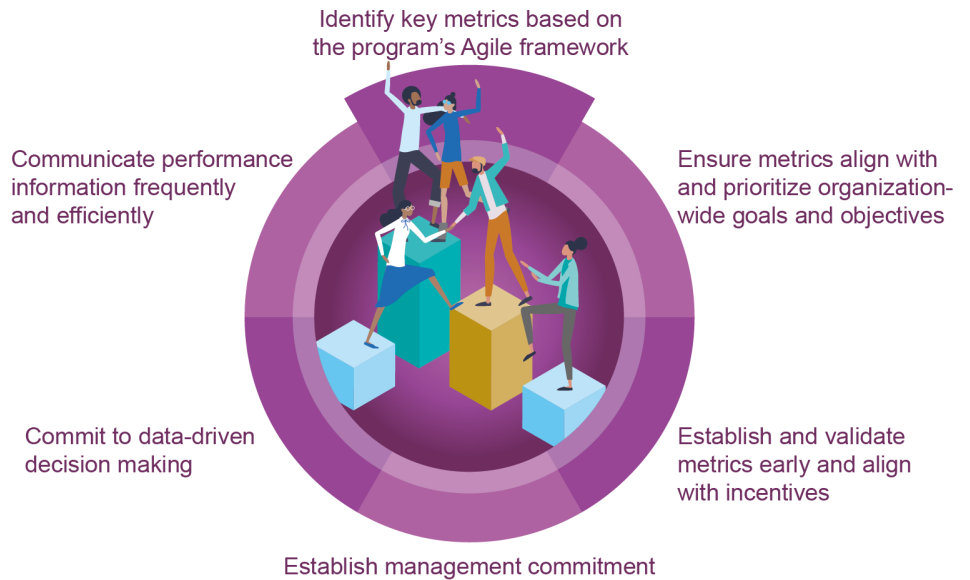 Identify key metrics based on
the program's Agile framework
Ensure metrics align with
and prioritize organization-
wide goals and objectives
Establish and validate
metrics early and align
with incentives
Establish management commitment
Commit to data-driven
decision making
Communicate performance
information frequently
and efficiently